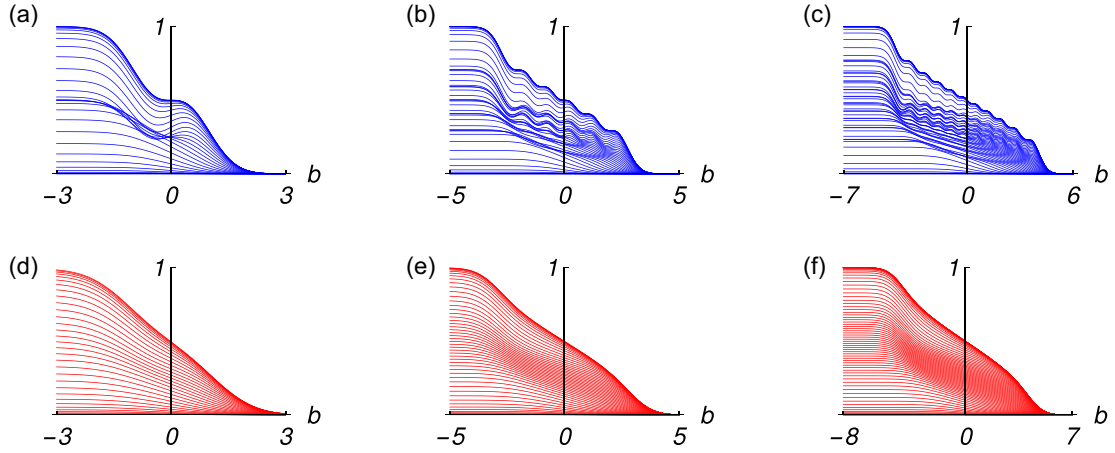 (a) 1 b −3 0 3
(b) 1 b −5 0 5
(c) 1 b −7 0 6
(d) 1 b −3 0 3
(e) 1 b −5 0 5
(f) 1 b −8 0 7